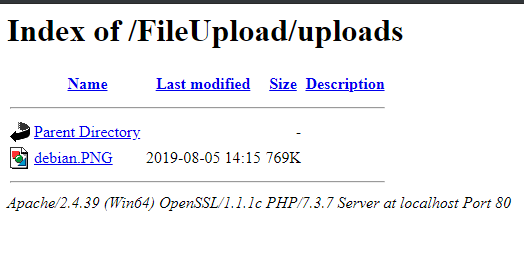 Index of /FileUpload/uploads
Name Last modified Size Description
Parent Directory -
debian.PNG 2019-08-05 14:15 769K
Apache/2.4.39 (Win64) OpenSSL/1.1.1c PHP/7.3.7 Server at localhost Port 80